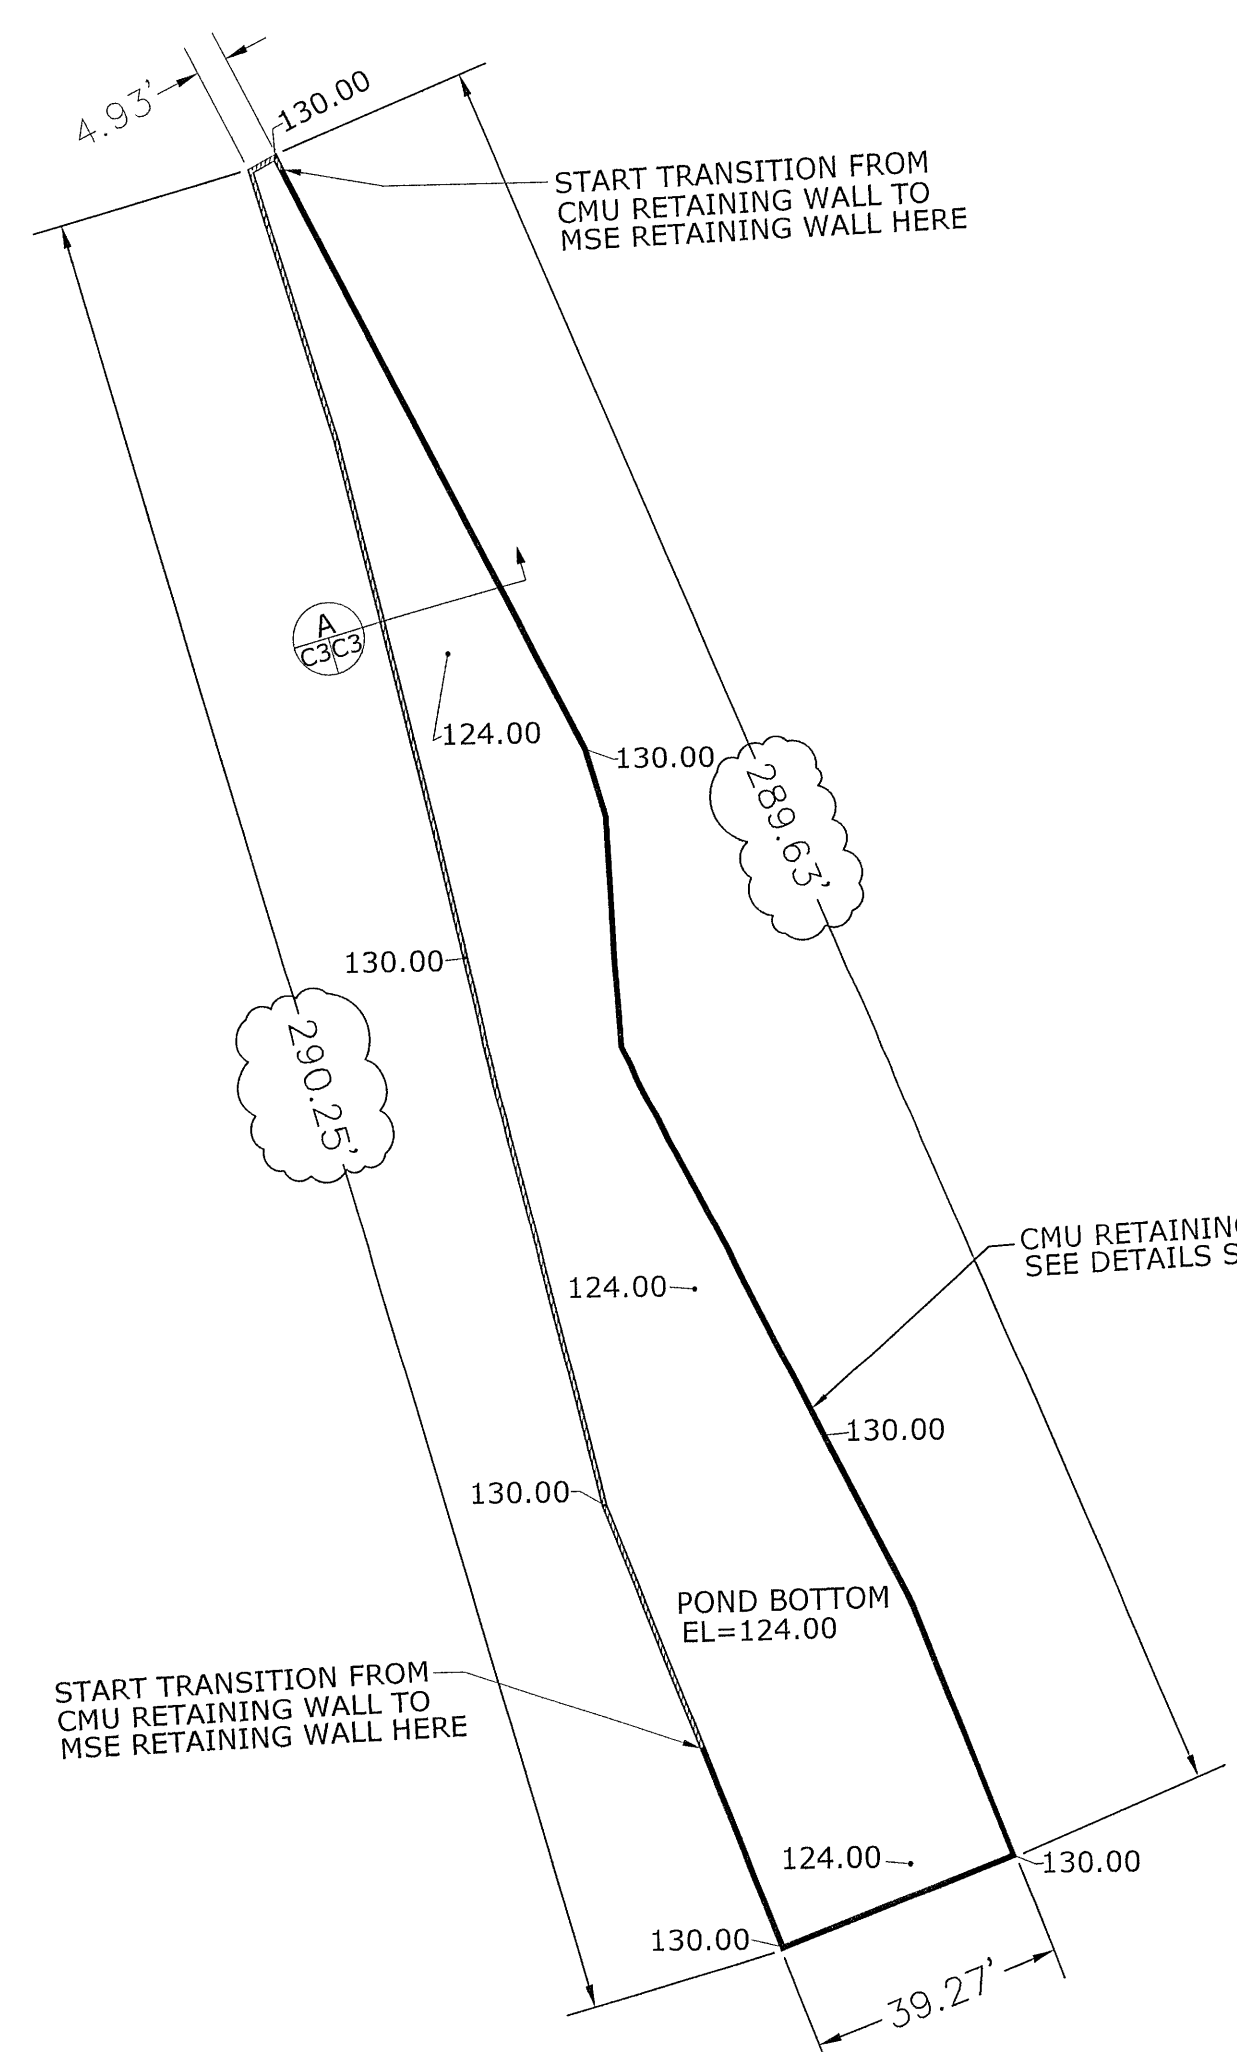 4.93'
130.00
START TRANSITION FROM
CMU RETAINING WALL TO
MSE RETAINING WALL HERE
A
C3 C3
124.00
130.00
289.63'
130.00
290.25'
CMU RETAINING
SEE DETAILS S
124.00
130.00
130.00
POND BOTTOM
EL=124.00
START TRANSITION FROM
CMU RETAINING WALL TO
MSE RETAINING WALL HERE
124.00
130.00
130.00
39.27'